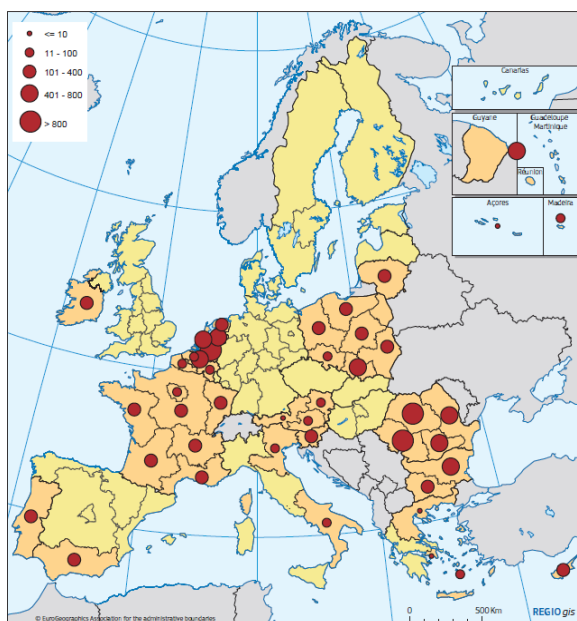 <= 10
11 - 100
101 - 400
401 - 800
> 800
Canarias
Guyane
Guadeloupe
Martinique
Réunion
Açores
Madeira
0
500 Km
REGIOgis
© EuroGeographics Association for the administrative boundaries